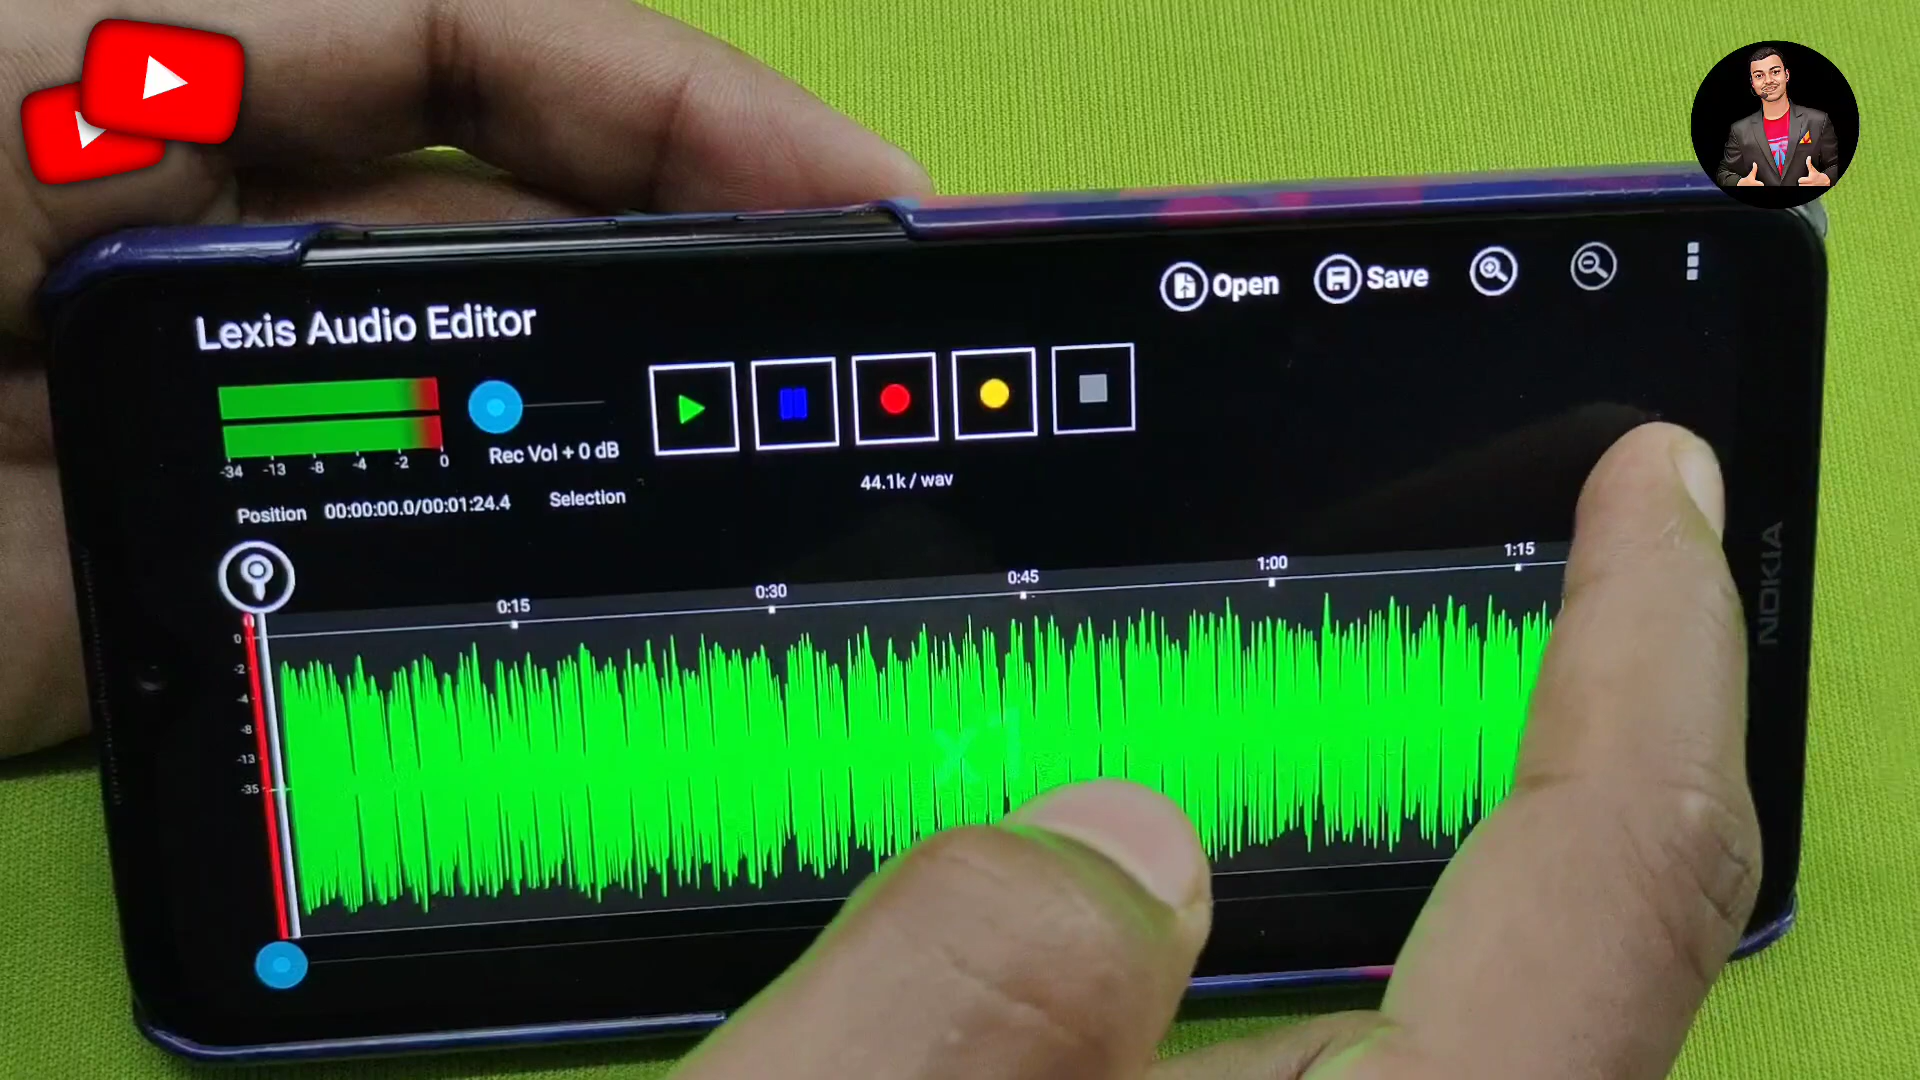 Open Save
Lexis Audio Editor
-34 -13 -8 -4 -2 0
Rec Vol + 0 dB
44.1k / wav
Position 00:00:00.0/00:01:24.4 Selection
0:15 0:30 0:45 1:00 1:15
0
-2
-4
-8
-13
-35
x1
NOKIA